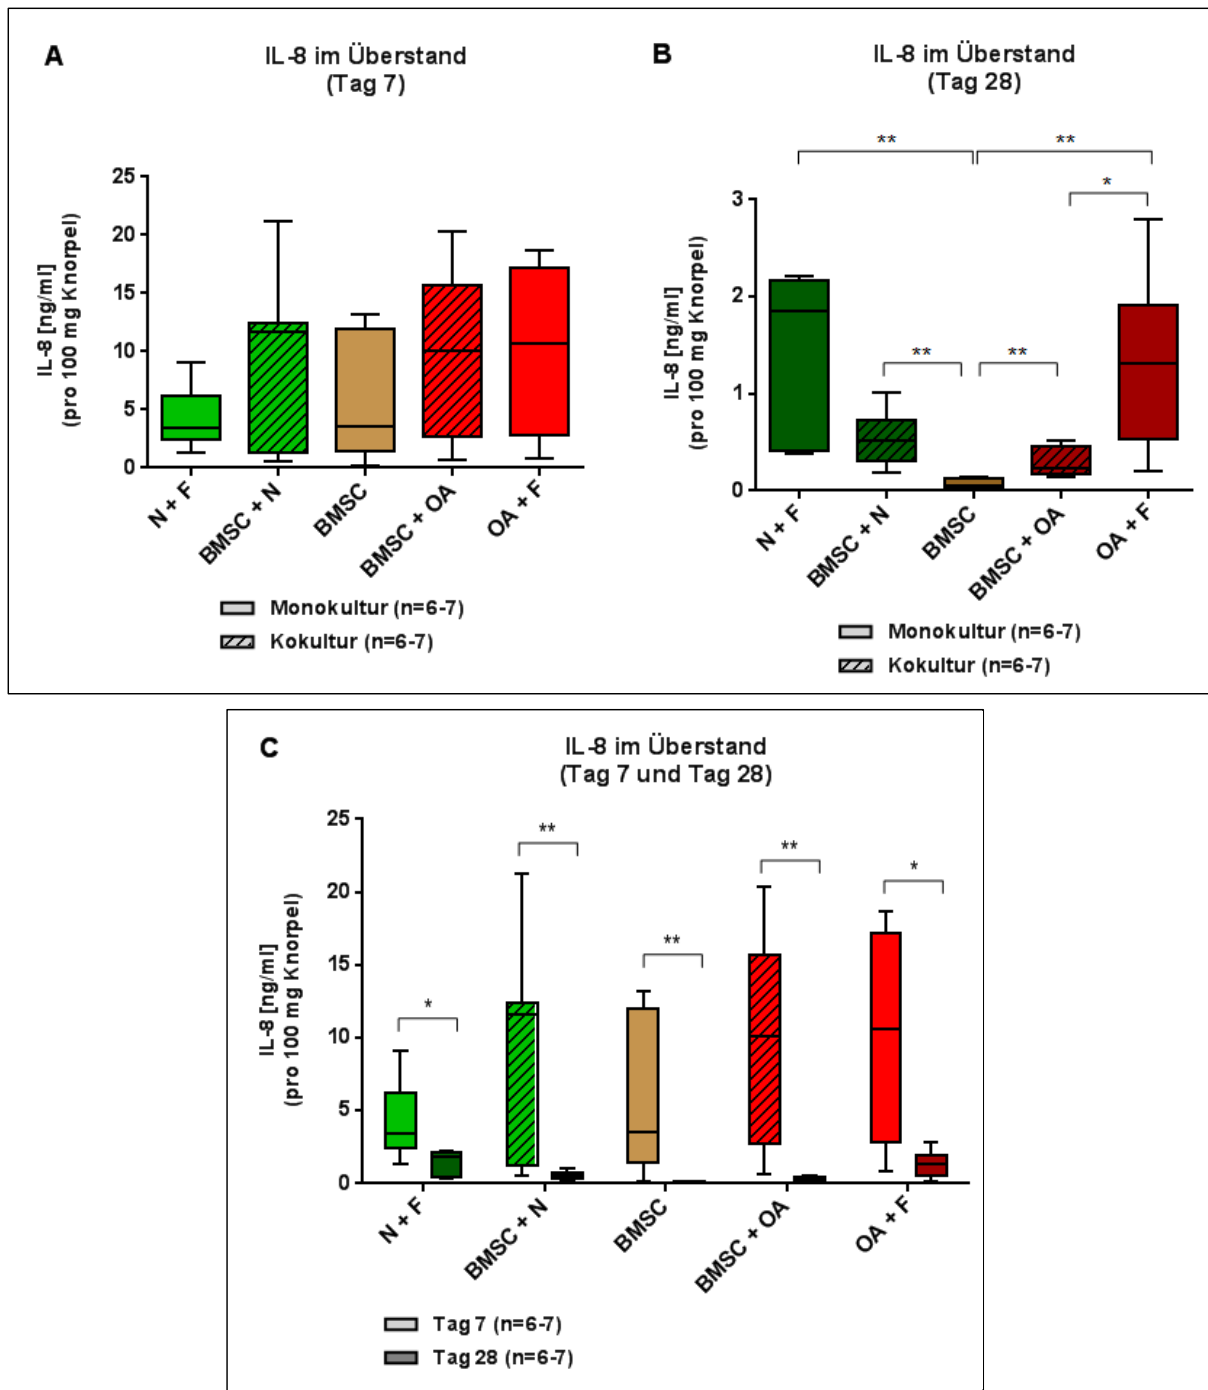 A
IL-8 im Überstand
(Tag 7)
IL-8 [ng/ml]
(pro 100 mg Knorpel)
25
20
15
10
5
0
N + F
BMSC + N
BMSC
BMSC + OA
OA + F
Monokultur (n=6-7)
Kokultur (n=6-7)
B
IL-8 im Überstand
(Tag 28)
IL-8 [ng/ml]
(pro 100 mg Knorpel)
**
**
*
**
**
3
2
1
0
N + F
BMSC + N
BMSC
BMSC + OA
OA + F
Monokultur (n=6-7)
Kokultur (n=6-7)
C
IL-8 im Überstand
(Tag 7 und Tag 28)
IL-8 [ng/ml]
(pro 100 mg Knorpel)
25
20
15
10
5
0
*
**
**
**
*
N + F
BMSC + N
BMSC
BMSC + OA
OA + F
Tag 7 (n=6-7)
Tag 28 (n=6-7)